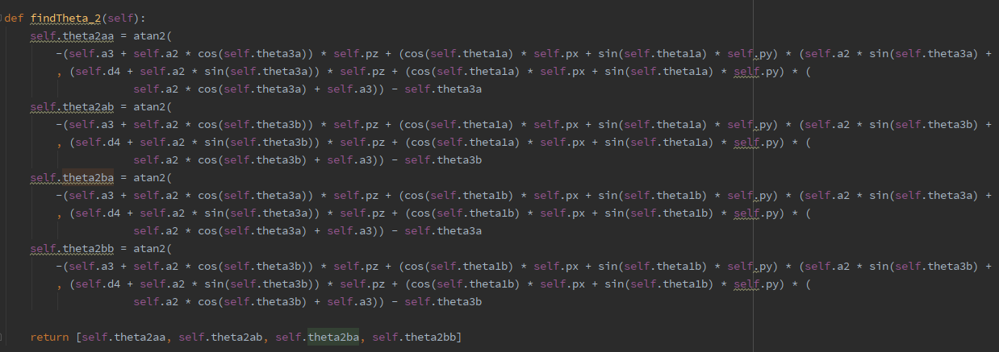 def findTheta_2(self):
    self.theta2aa = atan2(
        -(self.a3 + self.a2 * cos(self.theta3a)) * self.pz + (cos(self.theta1a) * self.px + sin(self.theta1a) * self.py) * (self.a2 * sin(self.theta3a) +
        , (self.d4 + self.a2 * sin(self.theta3a)) * self.pz + (cos(self.theta1a) * self.px + sin(self.theta1a) * self.py) * (
                    self.a2 * cos(self.theta3a) + self.a3)) - self.theta3a
    self.theta2ab = atan2(
        -(self.a3 + self.a2 * cos(self.theta3b)) * self.pz + (cos(self.theta1a) * self.px + sin(self.theta1a) * self.py) * (self.a2 * sin(self.theta3b) +
        , (self.d4 + self.a2 * sin(self.theta3b)) * self.pz + (cos(self.theta1a) * self.px + sin(self.theta1a) * self.py) * (
                    self.a2 * cos(self.theta3b) + self.a3)) - self.theta3b
    self.theta2ba = atan2(
        -(self.a3 + self.a2 * cos(self.theta3a)) * self.pz + (cos(self.theta1b) * self.px + sin(self.theta1b) * self.py) * (self.a2 * sin(self.theta3a) +
        , (self.d4 + self.a2 * sin(self.theta3a)) * self.pz + (cos(self.theta1b) * self.px + sin(self.theta1b) * self.py) * (
                    self.a2 * cos(self.theta3a) + self.a3)) - self.theta3a
    self.theta2bb = atan2(
        -(self.a3 + self.a2 * cos(self.theta3b)) * self.pz + (cos(self.theta1b) * self.px + sin(self.theta1b) * self.py) * (self.a2 * sin(self.theta3b) +
        , (self.d4 + self.a2 * sin(self.theta3b)) * self.pz + (cos(self.theta1b) * self.px + sin(self.theta1b) * self.py) * (
                    self.a2 * cos(self.theta3b) + self.a3)) - self.theta3b
    return [self.theta2aa, self.theta2ab, self.theta2ba, self.theta2bb]